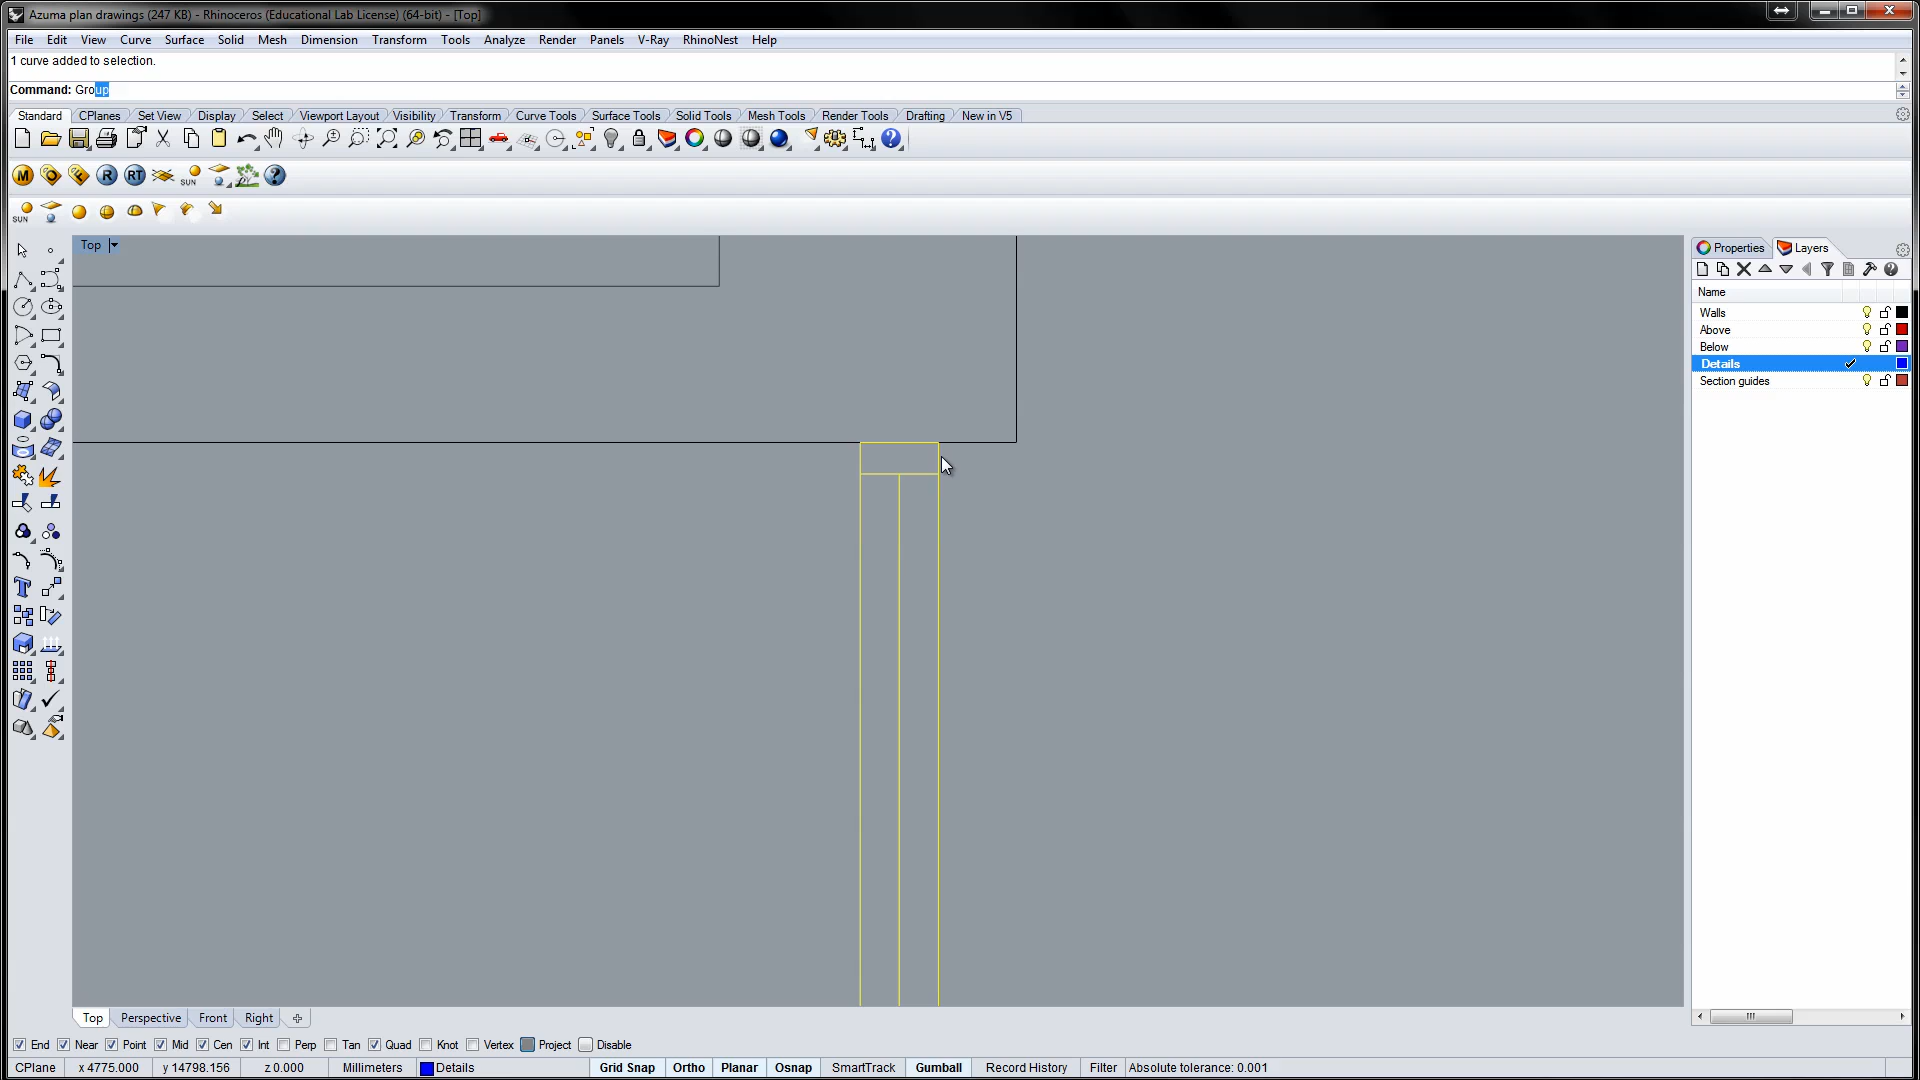 Azuma plan drawings (247 KB) - Rhinoceros (Educational Lab License) (64-bit) - [Top]
File Edit View Curve Surface Solid Mesh Dimension Transform Tools Analyze Render Panels V-Ray RhinoNest Help
1 curve added to selection.
Command: Group
Standard CPlanes Set View Display Select Viewport Layout Visibility Transform Curve Tools Surface Tools Solid Tools Mesh Tools Render Tools Drafting New in V5
M O F R RT SUN
SUN
Top
Properties Layers
Name
Walls
Above
Below
Details
Section guides
Top Perspective Front Right
End Near Point Mid Cen Int Perp Tan Quad Knot Vertex Project Disable
CPlane x 4775.000 y 14798.156 z 0.000 Millimeters Details Grid Snap Ortho Planar Osnap SmartTrack Gumball Record History Filter Absolute tolerance: 0.001